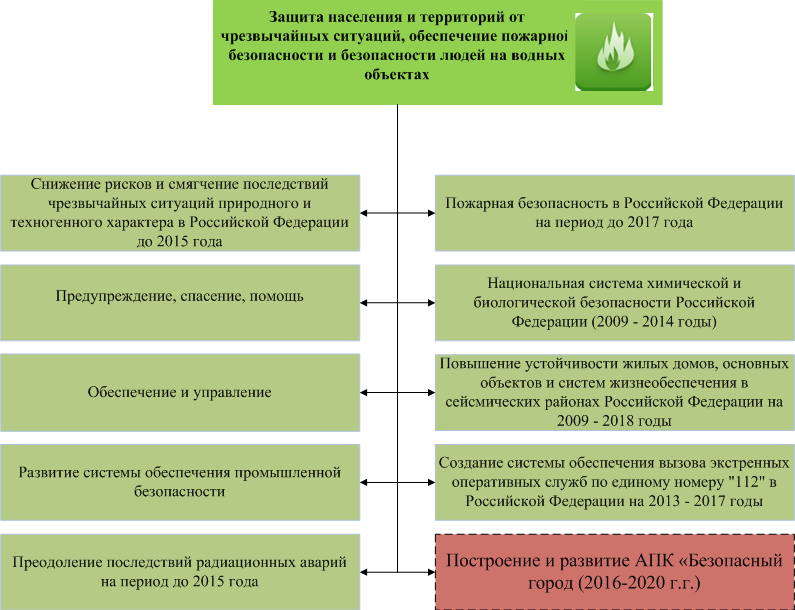 Защита населения и территорий от
чрезвычайных ситуаций, обеспечение пожарной
безопасности и безопасности людей на водных
объектах
Снижение рисков и смягчение последствий
чрезвычайных ситуаций природного и
техногенного характера в Российской Федерации
до 2015 года
Пожарная безопасность в Российской Федерации
на период до 2017 года
Предупреждение, спасение, помощь
Национальная система химической и
биологической безопасности Российской
Федерации (2009 - 2014 годы)
Обеспечение и управление
Повышение устойчивости жилых домов, основных
объектов и систем жизнеобеспечения в
сейсмических районах Российской Федерации на
2009 - 2018 годы
Развитие системы обеспечения промышленной
безопасности
Создание системы обеспечения вызова экстренных
оперативных служб по единому номеру "112" в
Российской Федерации на 2013 - 2017 годы
Преодоление последствий радиационных аварий
на период до 2015 года
Построение и развитие АПК «Безопасный
город (2016-2020 г.г.)